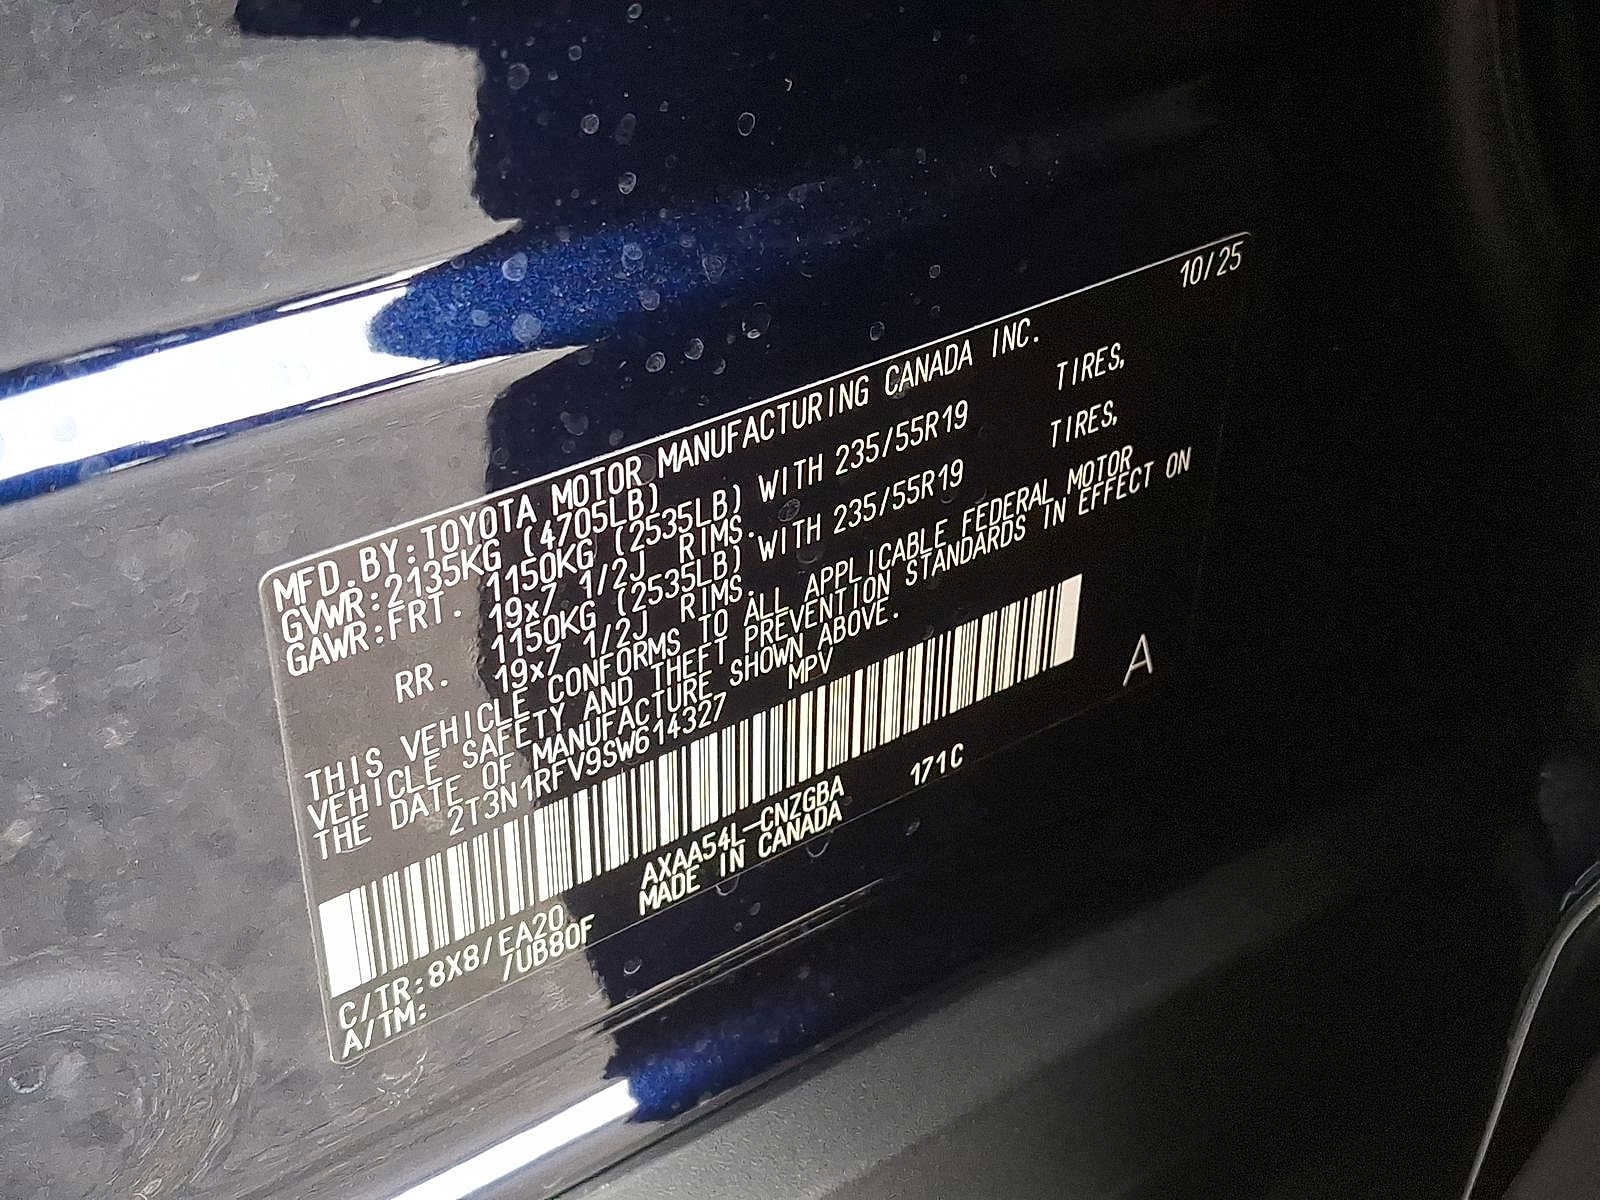 10/25
MFD.BY:TOYOTA MOTOR MANUFACTURING CANADA INC.
GVWR:2135KG (4705LB)
GAWR:FRT. 1150KG (2535LB) WITH 235/55R19 TIRES,
19x7 1/2J RIMS.
RR. 1150KG (2535LB) WITH 235/55R19 TIRES,
19x7 1/2J RIMS.
THIS VEHICLE CONFORMS TO ALL APPLICABLE FEDERAL MOTOR
VEHICLE SAFETY AND THEFT PREVENTION STANDARDS IN EFFECT ON
THE DATE OF MANUFACTURE SHOWN ABOVE.
2T3N1RFV9SW614327 MPV
A
C/TR:8X8/EA20 AXAA54L-CNZGBA 171C
A/TM: /UB80F MADE IN CANADA